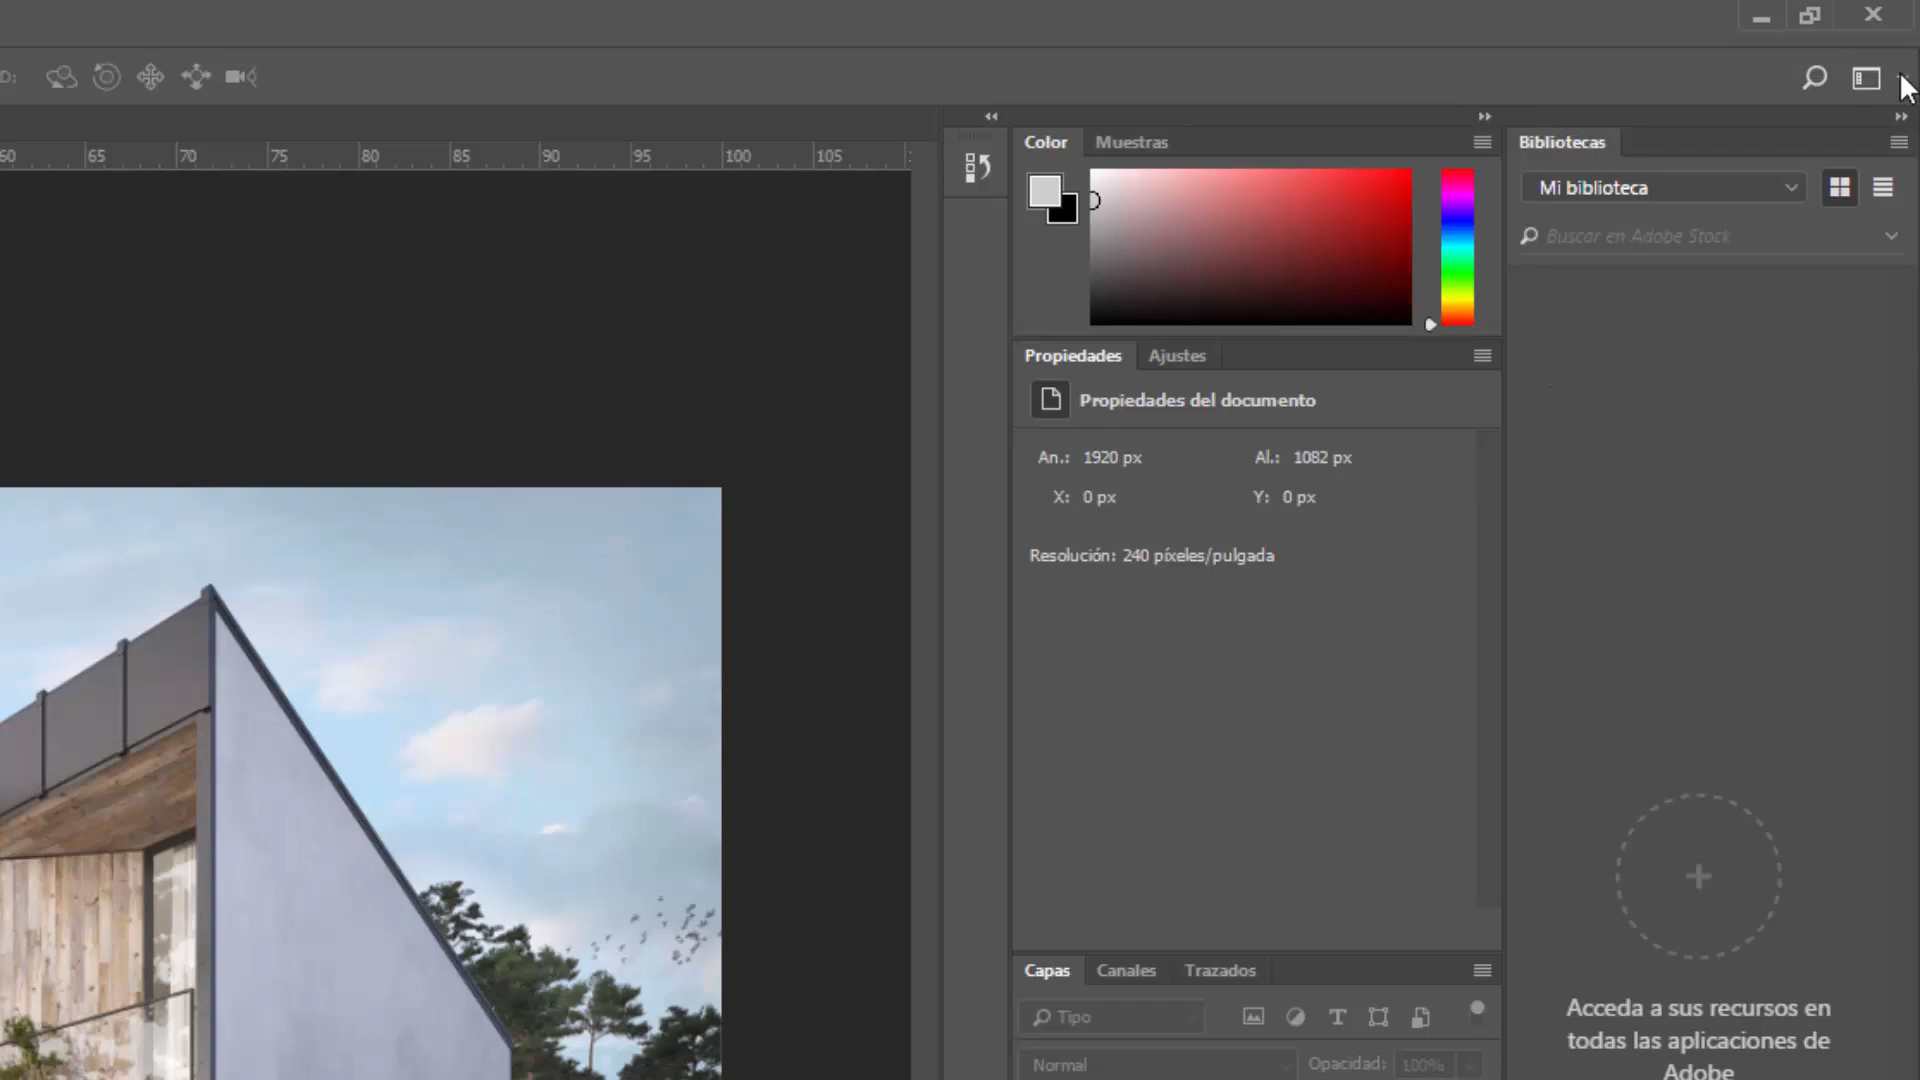 D:
60 65 70 75 80 85 90 95 100 105
Color Muestras
Bibliotecas
Mi biblioteca
Buscar en Adobe Stock
Propiedades Ajustes
Propiedades del documento
An.: 1920 px Al.: 1082 px
X: 0 px Y: 0 px
Resolución: 240 píxeles/pulgada
Capas Canales Trazados
Tipo
Normal Opacidad: 100%
Acceda a sus recursos en
todas las aplicaciones de
Adobe